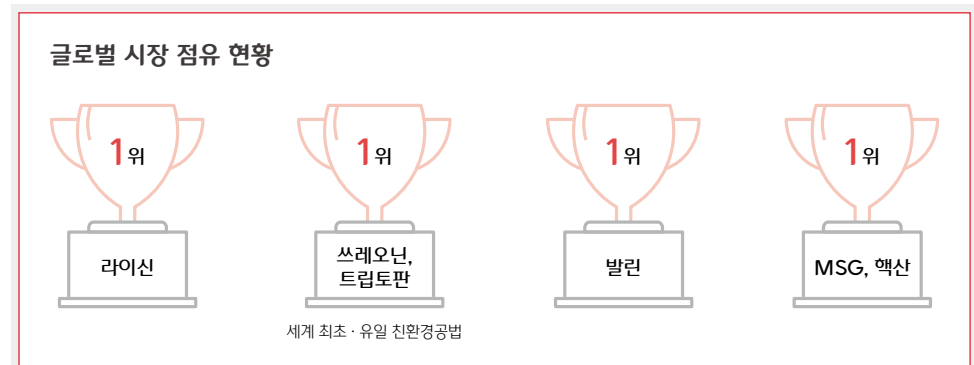 글로벌 시장 점유 현황
1위
1위
1위
1위
라이신
쓰레오닌,
트립토판
발린
MSG, 핵산
세계 최초 · 유일 친환경공법